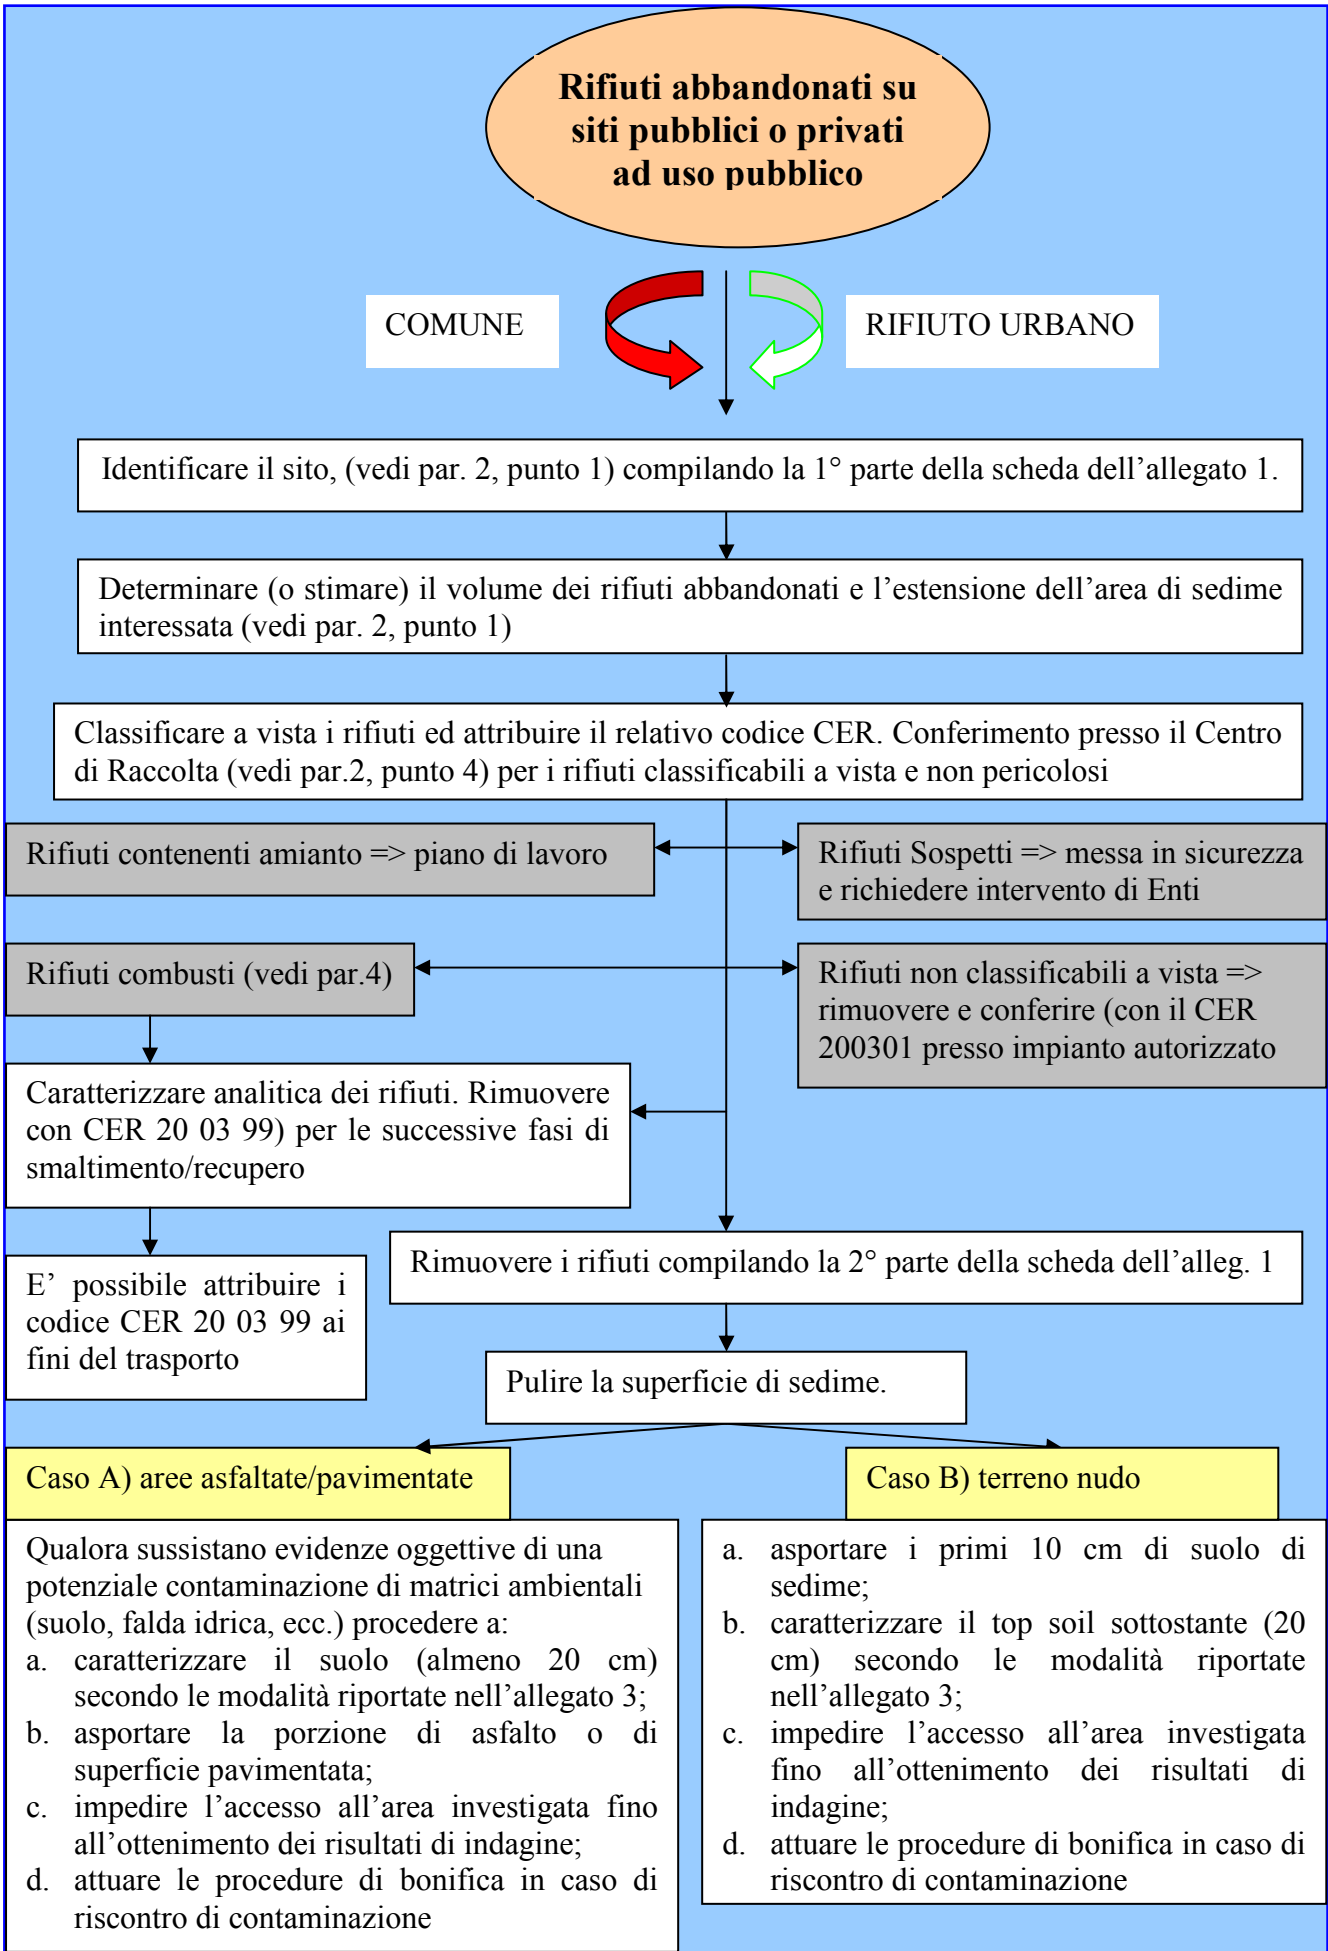 Rifiuti abbandonati su
siti pubblici o privati
ad uso pubblico
COMUNE
RIFIUTO URBANO
Identificare il sito, (vedi par. 2, punto 1) compilando la 1° parte della scheda dell’allegato 1.
Determinare (o stimare) il volume dei rifiuti abbandonati e l’estensione dell’area di sedime
interessata (vedi par. 2, punto 1)
Classificare a vista i rifiuti ed attribuire il relativo codice CER. Conferimento presso il Centro
di Raccolta (vedi par.2, punto 4) per i rifiuti classificabili a vista e non pericolosi
Rifiuti contenenti amianto => piano di lavoro
Rifiuti Sospetti => messa in sicurezza
e richiedere intervento di Enti
Rifiuti combusti (vedi par.4)
Rifiuti non classificabili a vista =>
rimuovere e conferire (con il CER
200301 presso impianto autorizzato
Caratterizzare analitica dei rifiuti. Rimuovere
con CER 20 03 99) per le successive fasi di
smaltimento/recupero
Rimuovere i rifiuti compilando la 2° parte della scheda dell’alleg. 1
E’ possibile attribuire i
codice CER 20 03 99 ai
fini del trasporto
Pulire la superficie di sedime.
Caso A) aree asfaltate/pavimentate
Qualora sussistano evidenze oggettive di una
potenziale contaminazione di matrici ambientali
(suolo, falda idrica, ecc.) procedere a:
a. caratterizzare il suolo (almeno 20 cm)
secondo le modalità riportate nell’allegato 3;
b. asportare la porzione di asfalto o di
superficie pavimentata;
c. impedire l’accesso all’area investigata fino
all’ottenimento dei risultati di indagine;
d. attuare le procedure di bonifica in caso di
riscontro di contaminazione
Caso B) terreno nudo
a. asportare i primi 10 cm di suolo di
sedime;
b. caratterizzare il top soil sottostante (20
cm) secondo le modalità riportate
nell’allegato 3;
c. impedire l’accesso all’area investigata
fino all’ottenimento dei risultati di
indagine;
d. attuare le procedure di bonifica in caso di
riscontro di contaminazione